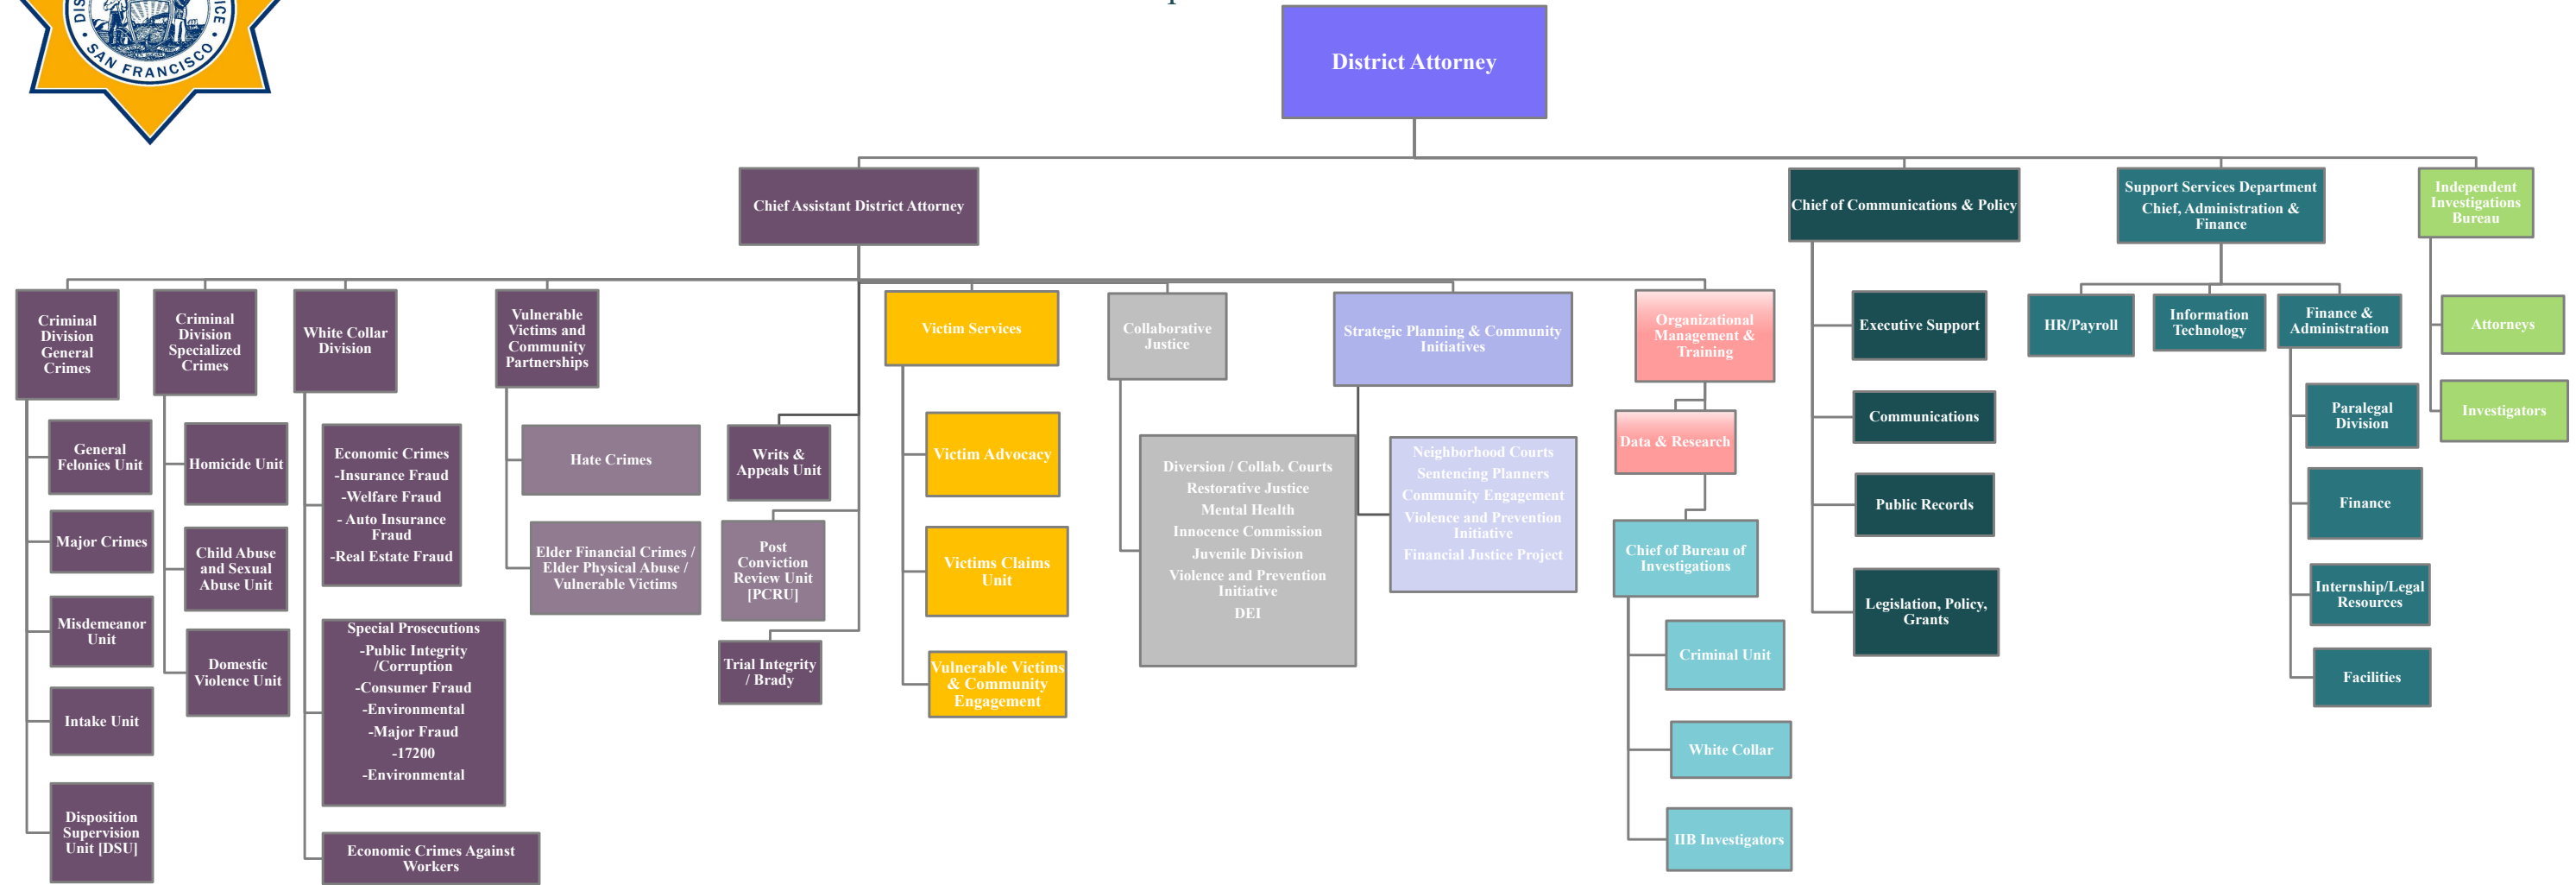 SAN FRANCISCO
District Attorney
Chief Assistant District Attorney
Chief of Communications & Policy
Support Services Department
Chief, Administration &
Finance
Independent
Investigations
Bureau
Criminal
Division
General
Crimes
Criminal
Division
Specialized
Crimes
White Collar
Division
Vulnerable
Victims and
Community
Partnerships
Victim Services
Collaborative
Justice
Strategic Planning & Community
Initiatives
Organizational
Management &
Training
Executive Support
HR/Payroll
Information
Technology
Finance &
Administration
Attorneys
General
Felonies Unit
Homicide Unit
Economic Crimes
-Insurance Fraud
-Welfare Fraud
- Auto Insurance
Fraud
-Real Estate Fraud
Hate Crimes
Writs &
Appeals Unit
Victim Advocacy
Diversion / Collab. Courts
Restorative Justice
Mental Health
Innocence Commission
Juvenile Division
Violence and Prevention
Initiative
DEI
Neighborhood Courts
Sentencing Planners
Community Engagement
Violence and Prevention
Initiative
Financial Justice Project
Data & Research
Communications
Paralegal
Division
Investigators
Major Crimes
Child Abuse
and Sexual
Abuse Unit
Elder Financial Crimes /
Elder Physical Abuse /
Vulnerable Victims
Post
Conviction
Review Unit
[PCRU]
Victims Claims
Unit
Chief of Bureau of
Investigations
Public Records
Finance
Misdemeanor
Unit
Domestic
Violence Unit
Special Prosecutions
-Public Integrity
/Corruption
-Consumer Fraud
-Environmental
-Major Fraud
-17200
-Environmental
Trial Integrity
/ Brady
Vulnerable Victims
& Community
Engagement
Criminal Unit
Legislation, Policy,
Grants
Internship/Legal
Resources
Intake Unit
White Collar
Facilities
Disposition
Supervision
Unit [DSU]
Economic Crimes Against
Workers
IIB Investigators